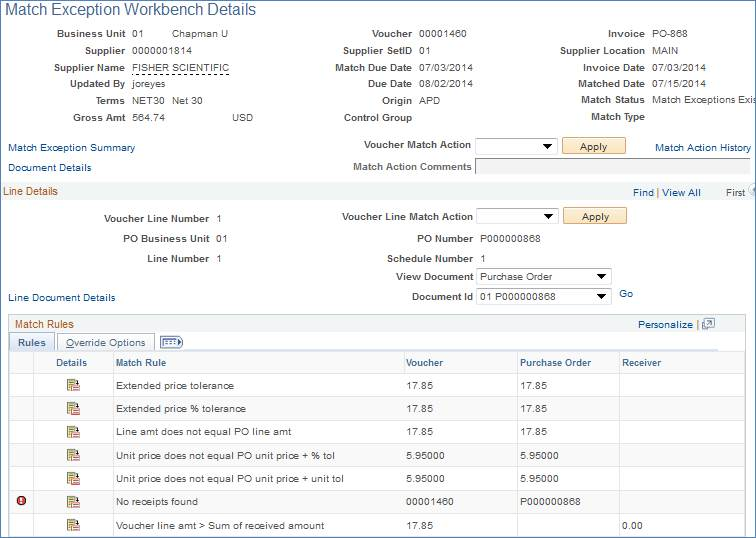 Match Exception Workbench Details
Business Unit 01 Chapman U Voucher 00001460 Invoice PO-868
Supplier 0000001814 Supplier SetID 01 Supplier Location MAIN
Supplier Name FISHER SCIENTIFIC Match Due Date 07/03/2014 Invoice Date 07/03/2014
Updated By joreyes Due Date 08/02/2014 Matched Date 07/15/2014
Terms NET30 Net 30 Origin APD Match Status Match Exceptions Exis
Gross Amt 564.74 USD Control Group Match Type
Match Exception Summary Voucher Match Action Apply Match Action History
Document Details Match Action Comments
Line Details Find | View All First
Voucher Line Number 1 Voucher Line Match Action Apply
PO Business Unit 01 PO Number P000000868
Line Number 1 Schedule Number 1
View Document Purchase Order
Line Document Details Document Id 01 P000000868 Go
Match Rules Personalize |
Rules Override Options
Details Match Rule Voucher Purchase Order Receiver
Extended price tolerance 17.85 17.85
Extended price % tolerance 17.85 17.85
Line amt does not equal PO line amt 17.85 17.85
Unit price does not equal PO unit price + % tol 5.95000 5.95000
Unit price does not equal PO unit price + unit tol 5.95000 5.95000
No receipts found 00001460 P000000868
Voucher line amt > Sum of received amount 17.85 0.00